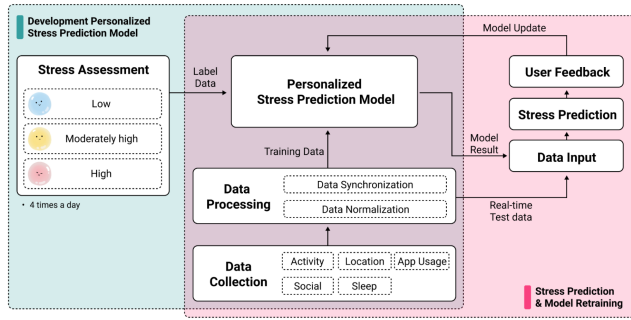 Development Personalized
Stress Prediction Model
Stress Assessment
Low
Moderately high
High
• 4 times a day
Label
Data
Personalized
Stress Prediction Model
Training Data
Data
Processing
Data Synchronization
Data Normalization
Data
Collection
Activity
Location
App Usage
Social
Sleep
Model Update
User Feedback
Stress Prediction
Data Input
Model
Result
Real-time
Test data
Stress Prediction
& Model Retraining